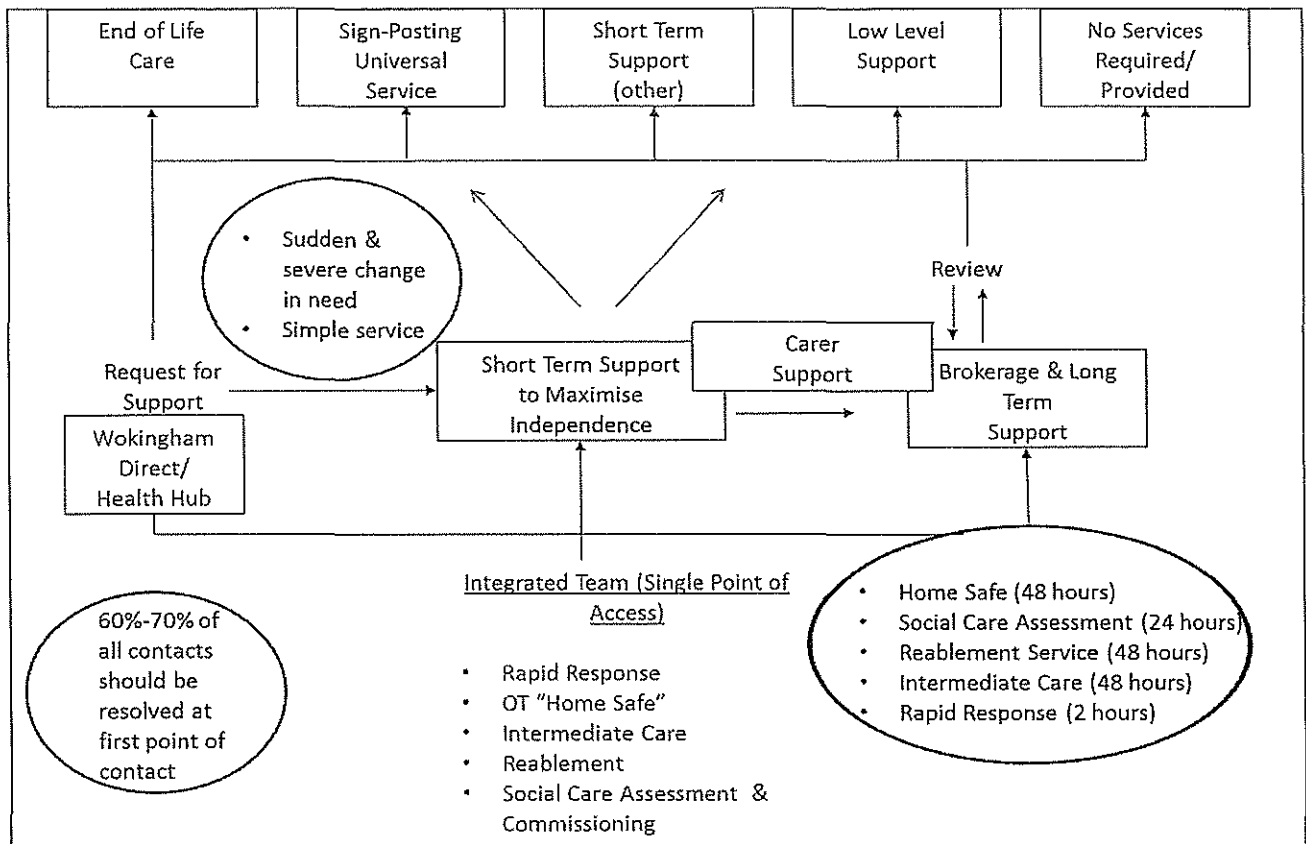 End of Life
Care
Sign-Posting
Universal
Service
Short Term
Support
(other)
Low Level
Support
No Services
Required/
Provided
• Sudden &
severe change
in need
• Simple service
Review
Request for
Support
Short Term Support
to Maximise
Independence
Carer
Support
Brokerage & Long
Term
Support
Wokingham
Direct/
Health Hub
60%-70% of
all contacts
should be
resolved at
first point of
contact
Integrated Team (Single Point of
Access)
• Rapid Response
• OT "Home Safe"
• Intermediate Care
• Reablement
• Social Care Assessment &
Commissioning
• Home Safe (48 hours)
• Social Care Assessment (24 hours)
• Reablement Service (48 hours)
• Intermediate Care (48 hours)
• Rapid Response (2 hours)